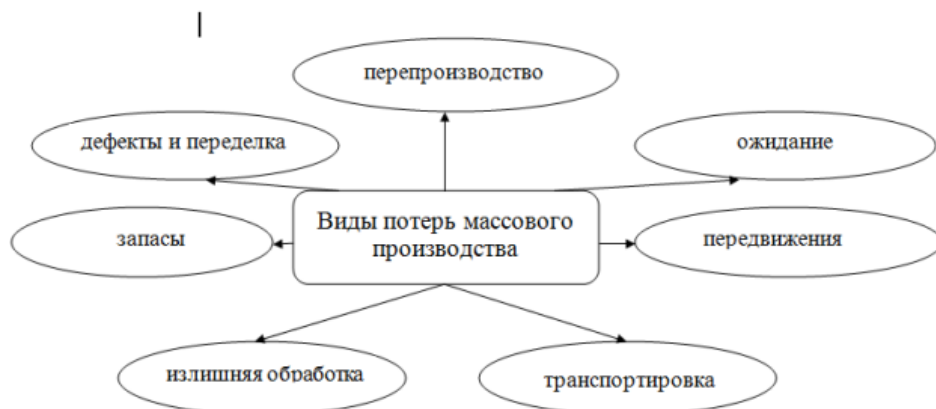 перепроизводство
дефекты и переделка
ожидание
Виды потерь массового
производства
запасы
передвижения
излишняя обработка
транспортировка